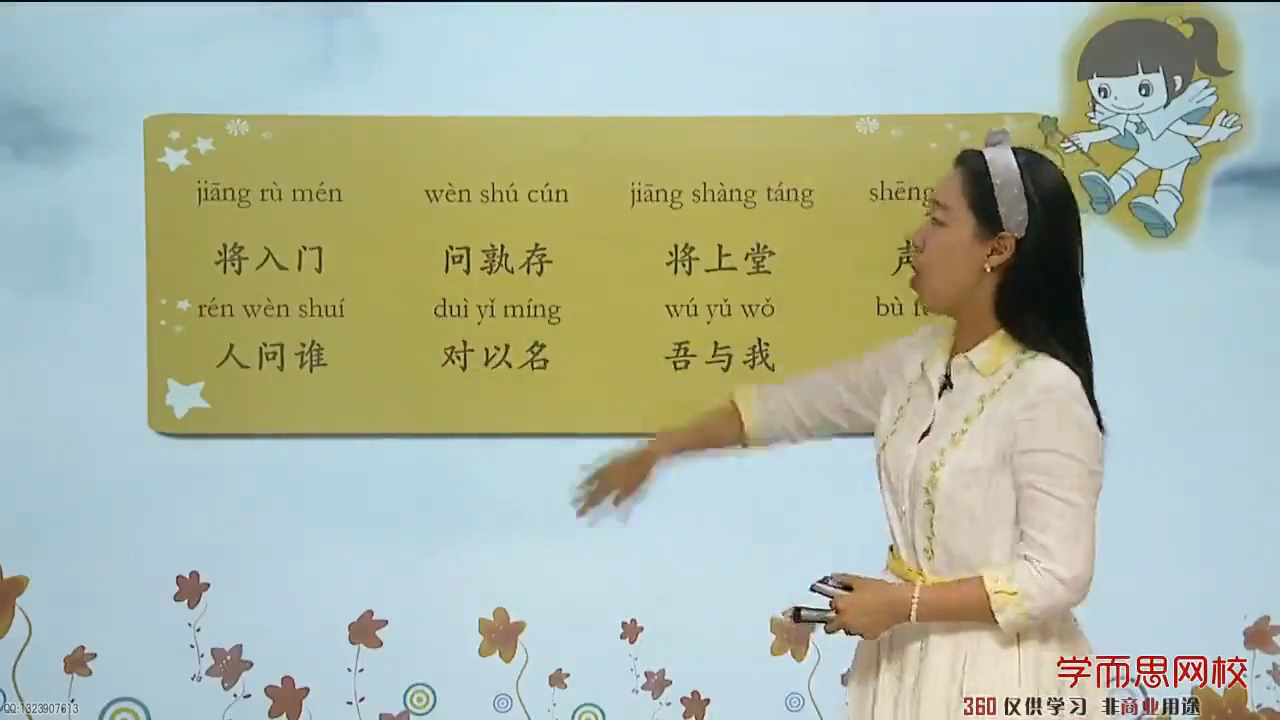 jiāng rù mén wèn shú cún jiāng shàng táng shēng
将入门 问孰存 将上堂 声
rén wèn shuí duì yǐ míng wú yǔ wǒ bù
人问谁 对以名 吾与我
学而思网校
360 仅供学习 非商业用途
QQ:1323907613